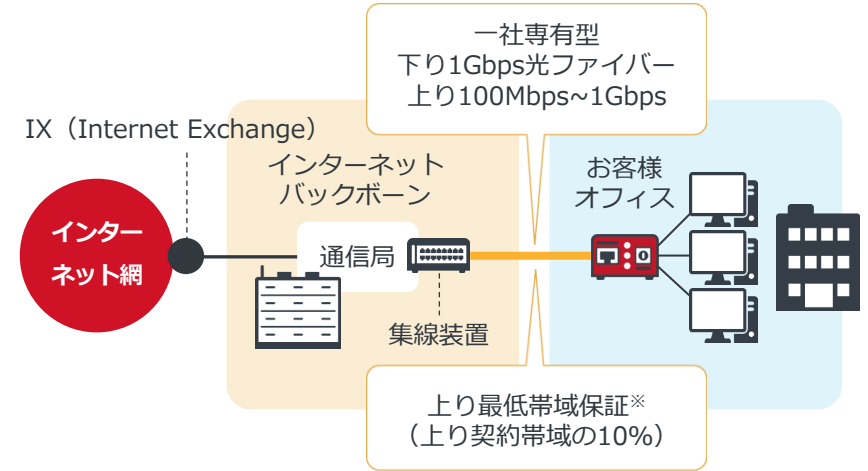 一社専有型
下り1Gbps光ファイバー
上り100Mbps~1Gbps
IX（Internet Exchange）
インターネット
バックボーン
お客様
オフィス
インター
ネット網
通信局
集線装置
上り最低帯域保証※
（上り契約帯域の10%）